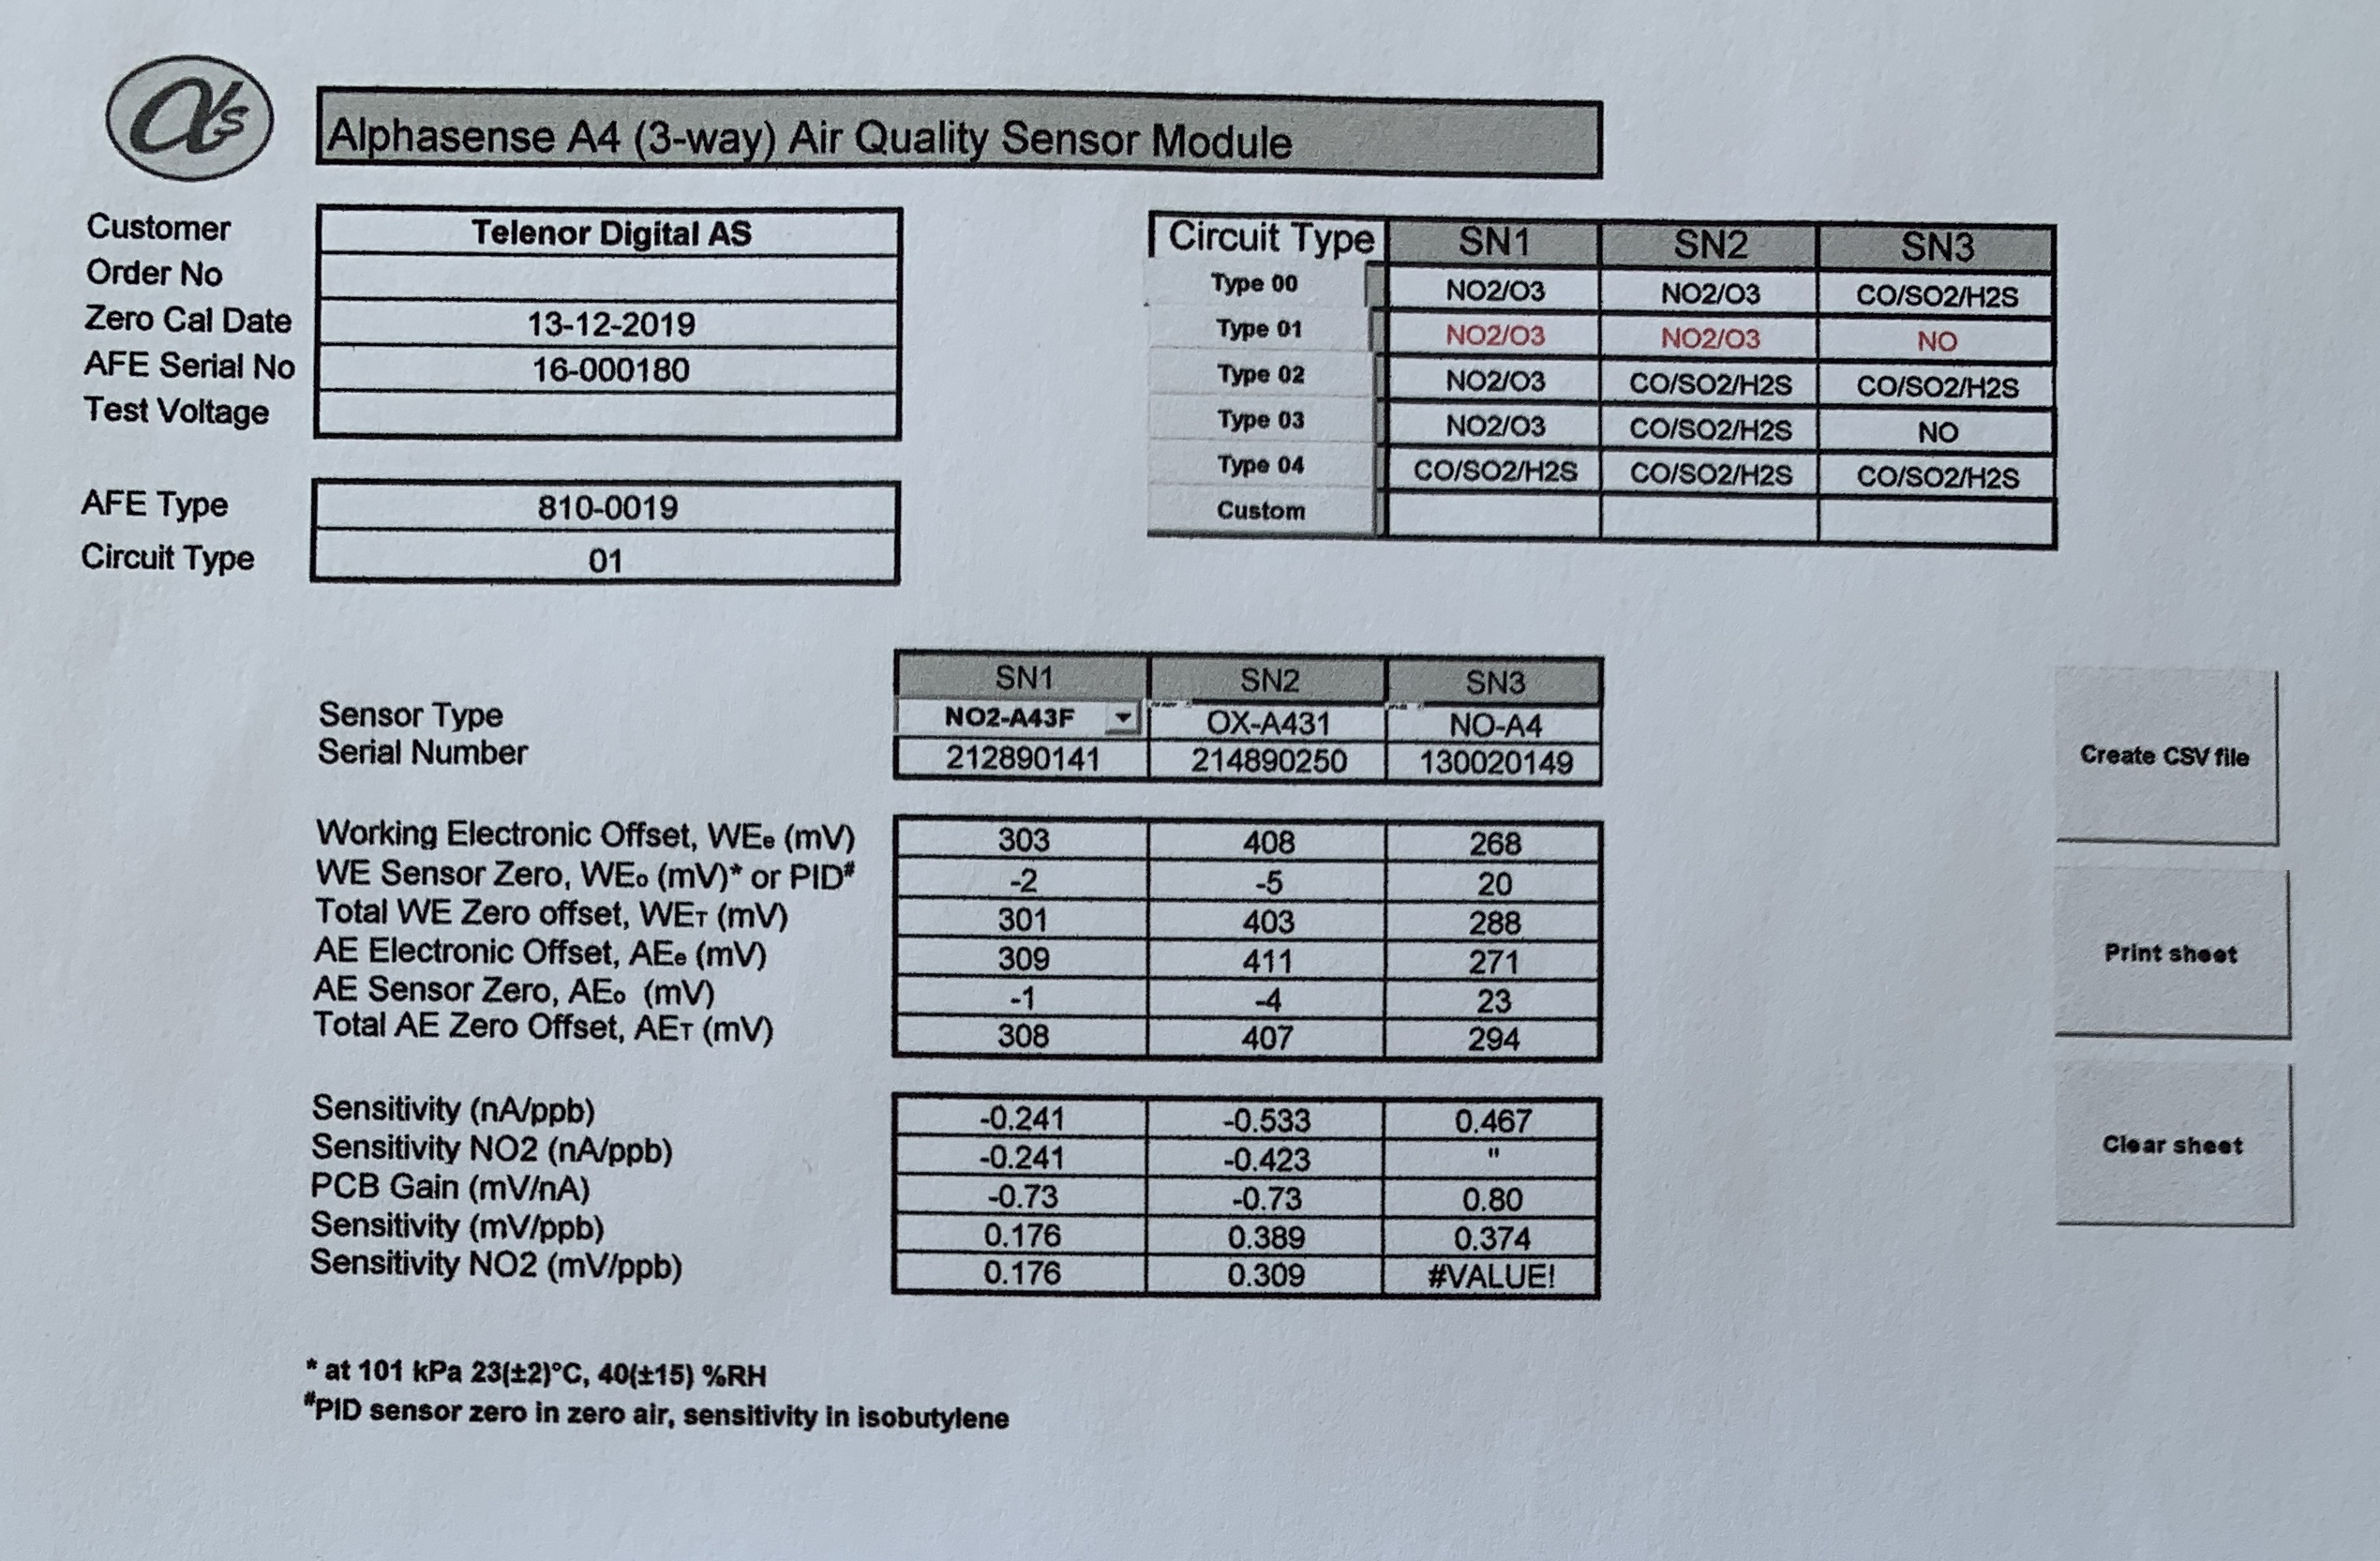 αs
Alphasense A4 (3-way) Air Quality Sensor Module
Customer Telenor Digital AS
Order No
Zero Cal Date 13-12-2019
AFE Serial No 16-000180
Test Voltage
AFE Type 810-0019
Circuit Type 01
Circuit Type SN1 SN2 SN3
Type 00 NO2/O3 NO2/O3 CO/SO2/H2S
Type 01 NO2/O3 NO2/O3 NO
Type 02 NO2/O3 CO/SO2/H2S CO/SO2/H2S
Type 03 NO2/O3 CO/SO2/H2S NO
Type 04 CO/SO2/H2S CO/SO2/H2S CO/SO2/H2S
Custom
SN1 SN2 SN3
Sensor Type NO2-A43F OX-A431 NO-A4
Serial Number 212890141 214890250 130020149
Working Electronic Offset, WEe (mV) 303 408 268
WE Sensor Zero, WEo (mV)* or PID# -2 -5 20
Total WE Zero offset, WET (mV) 301 403 288
AE Electronic Offset, AEe (mV) 309 411 271
AE Sensor Zero, AEo (mV) -1 -4 23
Total AE Zero Offset, AET (mV) 308 407 294
Sensitivity (nA/ppb) -0.241 -0.533 0.467
Sensitivity NO2 (nA/ppb) -0.241 -0.423 "
PCB Gain (mV/nA) -0.73 -0.73 0.80
Sensitivity (mV/ppb) 0.176 0.389 0.374
Sensitivity NO2 (mV/ppb) 0.176 0.309 #VALUE!
Create CSV file
Print sheet
Clear sheet
* at 101 kPa 23(±2)°C, 40(±15) %RH
#PID sensor zero in zero air, sensitivity in isobutylene